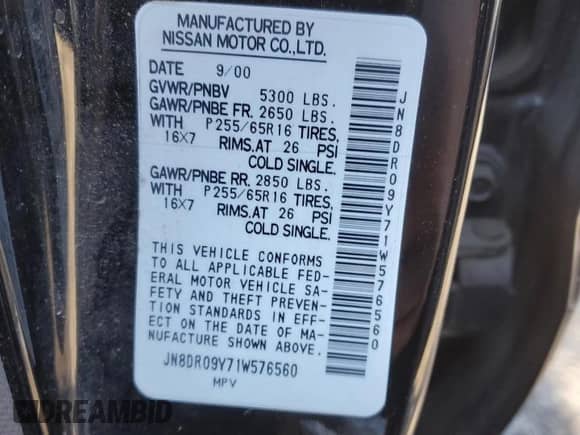 MANUFACTURED BY
NISSAN MOTOR CO.,LTD.
DATE 9/00
GVWR/PNBV 5300 LBS.
GAWR/PNBE FR. 2650 LBS.
WITH P255/65R16 TIRES,
16X7 RIMS.AT 26 PSI
COLD SINGLE.
GAWR/PNBE RR. 2850 LBS.
WITH P255/65R16 TIRES,
16X7 RIMS.AT 26 PSI
COLD SINGLE.
THIS VEHICLE CONFORMS
TO ALL APPLICABLE FED-
ERAL MOTOR VEHICLE SA-
FETY AND THEFT PREVEN-
TION STANDARDS IN EFF-
ECT ON THE DATE OF MA-
NUFACTURE SHOWN ABOVE.
JN8DR09Y71W576560
MPV
JN8DR09Y71W576560
DREAMBID